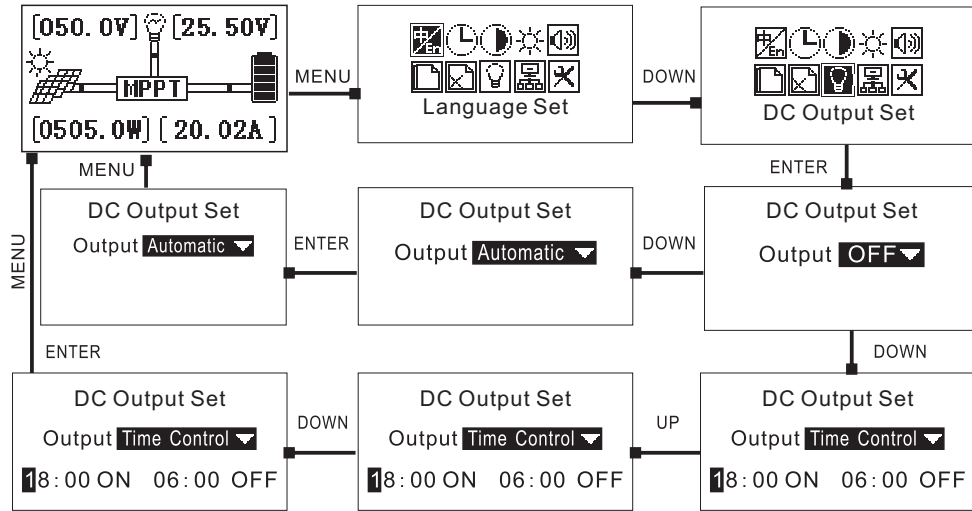 [050.0V] [25.50V]
MPPT
[0505.0W] [20.02A]
MENU
中/En
Language Set
DOWN
DC Output Set
MENU
ENTER
DC Output Set
Output Automatic
ENTER
DC Output Set
Output Automatic
DOWN
DC Output Set
Output OFF
MENU
ENTER
DOWN
DC Output Set
Output Time Control
18:00 ON 06:00 OFF
DOWN
DC Output Set
Output Time Control
18:00 ON 06:00 OFF
UP
DC Output Set
Output Time Control
18:00 ON 06:00 OFF